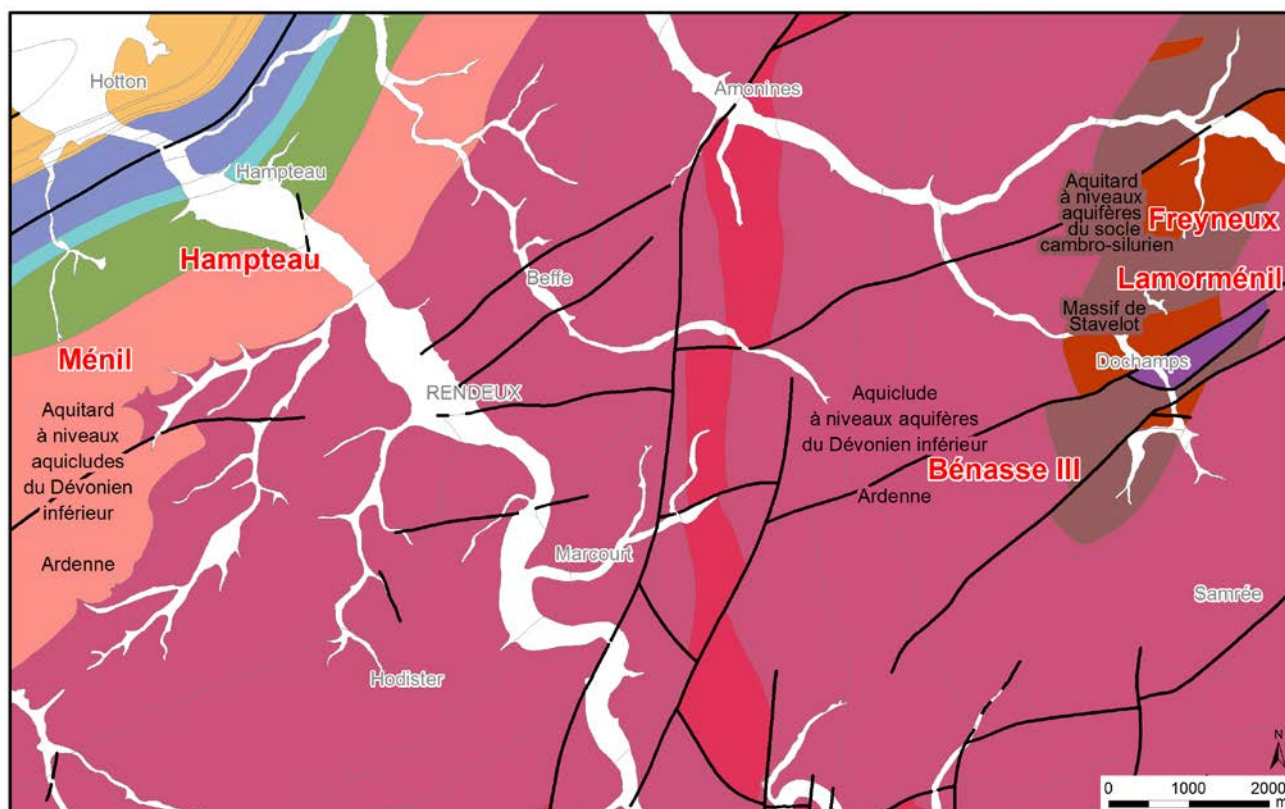 Hotton
Amonines
Hampteau
Aquitard
à niveaux
aquifères
du socle
cambro-silurien
Freyneux
Hampteau
Beffe
Lamorménil
Massif de
Stavelot
Ménil
Dochamps
RENDEUX
Aquitard
à niveaux
aquicludes
du Dévonien
inférieur
Ardenne
Aquiclude
à niveaux aquifères
du Dévonien inférieur
Ardenne
Bénasse III
Marcourt
Samrée
Hodister
N
0 1000 2000
m